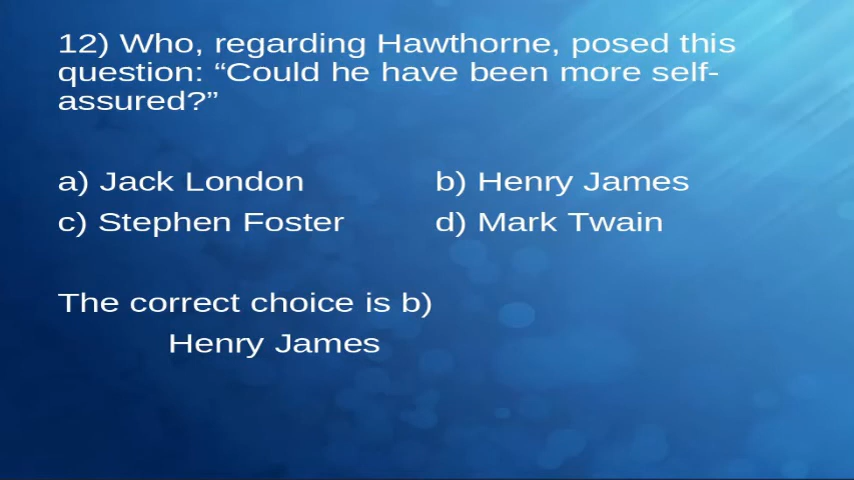 12) Who, regarding Hawthorne, posed this
question: “Could he have been more self-
assured?”
a) Jack London b) Henry James
c) Stephen Foster d) Mark Twain
The correct choice is b)
Henry James